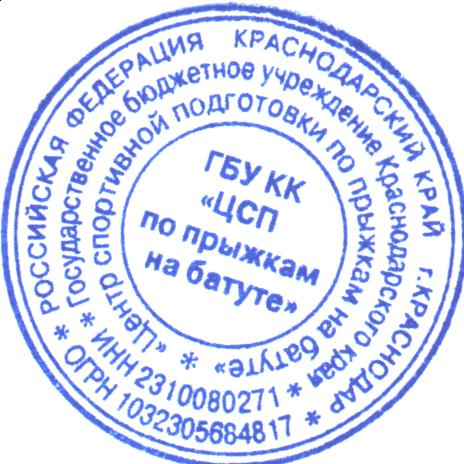 РОССИЙСКАЯ ФЕДЕРАЦИЯ КРАСНОДАРСКИЙ КРАЙ г.КРАСНОДАР *
ОГРН 1032305684817 *
Государственное бюджетное учреждение Краснодарского края *
ИНН 2310080271 *
«Центр спортивной подготовки по прыжкам на батуте» *
ГБУ КК
«ЦСП
по прыжкам
на батуте»